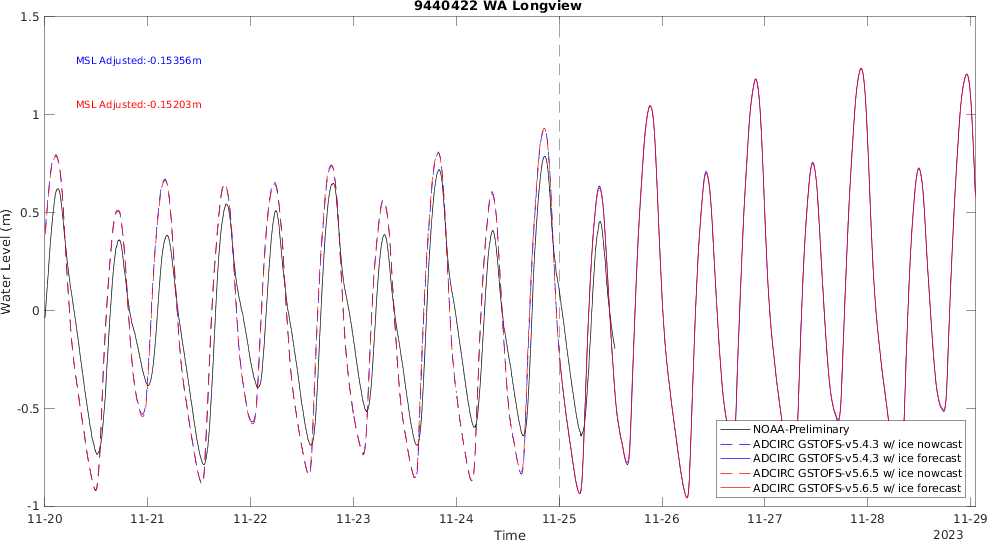 9440422 WA Longview
1.5
MSL Adjusted:-0.15356m
MSL Adjusted:-0.15203m
1
0.5
0
-0.5
-1
Water Level (m)
NOAA-Preliminary
ADCIRC GSTOFS-v5.4.3 w/ ice nowcast
ADCIRC GSTOFS-v5.4.3 w/ ice forecast
ADCIRC GSTOFS-v5.6.5 w/ ice nowcast
ADCIRC GSTOFS-v5.6.5 w/ ice forecast
11-20 11-21 11-22 11-23 11-24 11-25 11-26 11-27 11-28 11-29
Time
2023